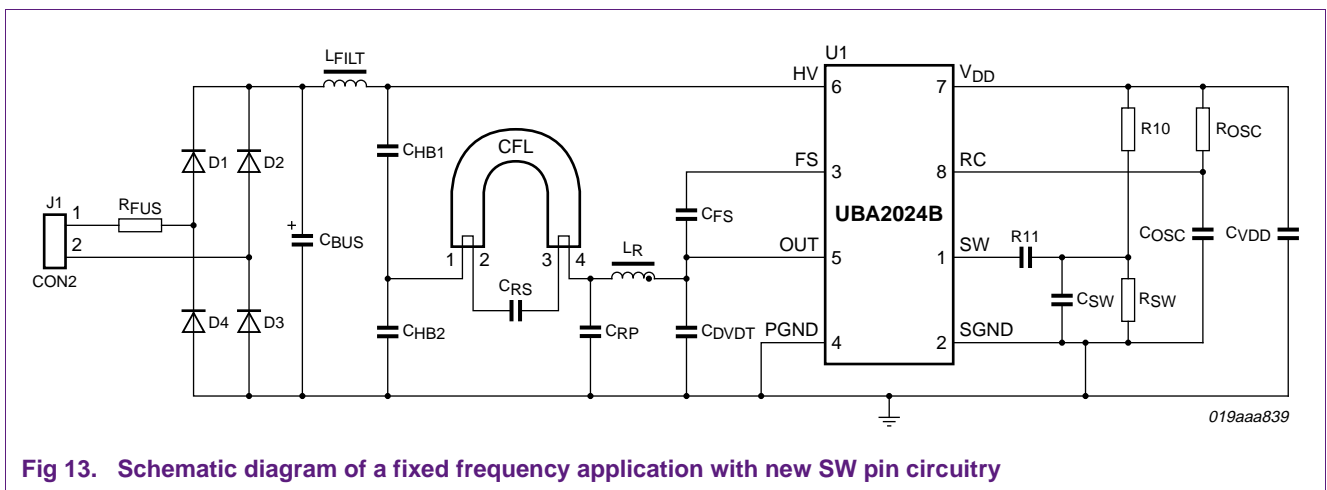 LFILT
U1
HV
6
7
VDD
D1
D2
CHB1
CFL
R10
ROSC
FS
3
8
RC
J1
1
2
CON2
RFUS
CBUS
+
CFS
UBA2024B
LR
OUT
5
1
SW
R11
COSC
CVDD
1
2
3
4
CRS
D4
D3
CHB2
CRP
CDVDT
CSW
RSW
PGND
4
2
SGND
019aaa839
Fig 13. Schematic diagram of a fixed frequency application with new SW pin circuitry